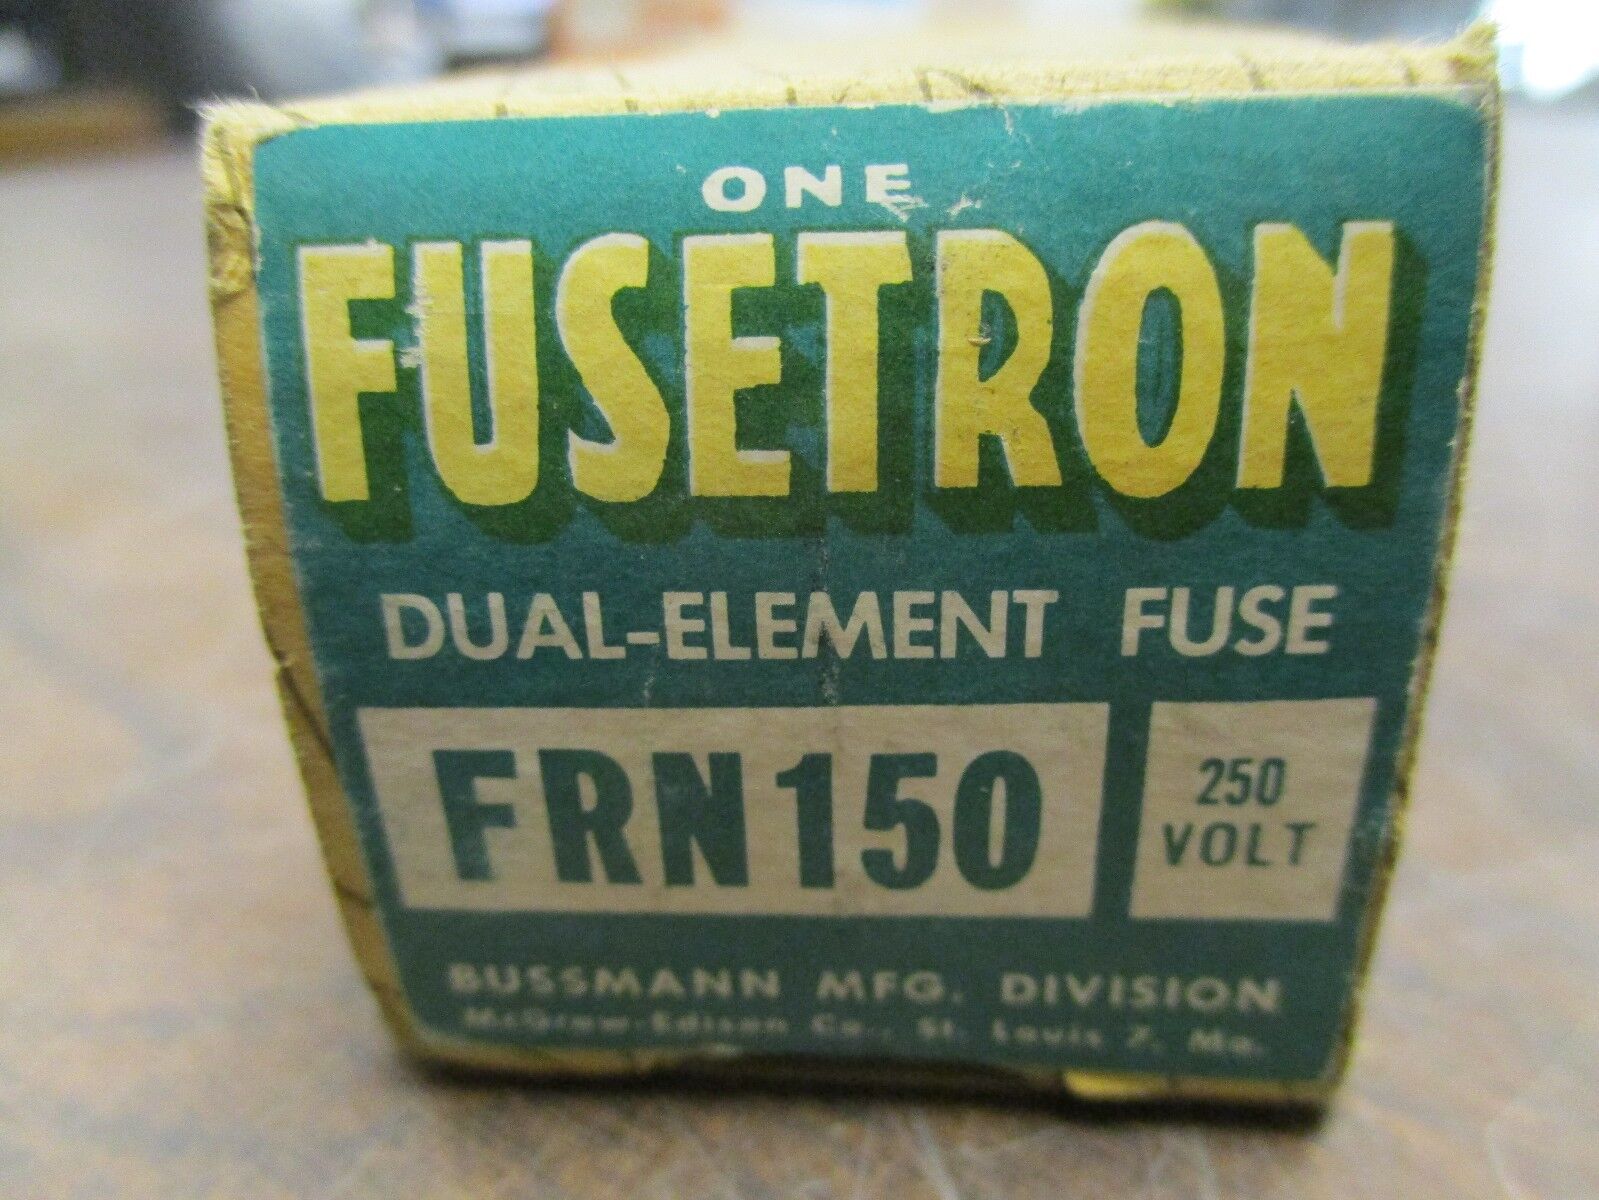 ONE
FUSETRON
DUAL-ELEMENT FUSE
FRN150
250
VOLT
BUSSMANN MFG. DIVISION
McGraw-Edison Co., St. Louis 7, Mo.